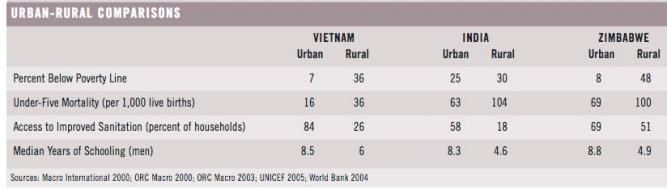 URBAN-RURAL COMPARISONS
VIETNAM INDIA ZIMBABWE
Urban Rural Urban Rural Urban Rural
Percent Below Poverty Line 7 36 25 30 8 48
Under-Five Mortality (per 1,000 live births) 16 36 63 104 69 100
Access to Improved Sanitation (percent of households) 84 26 58 18 69 51
Median Years of Schooling (men) 8.5 6 8.3 4.6 8.8 4.9
Sources: Macro International 2000; ORC Macro 2000; ORC Macro 2003; UNICEF 2005; World Bank 2004